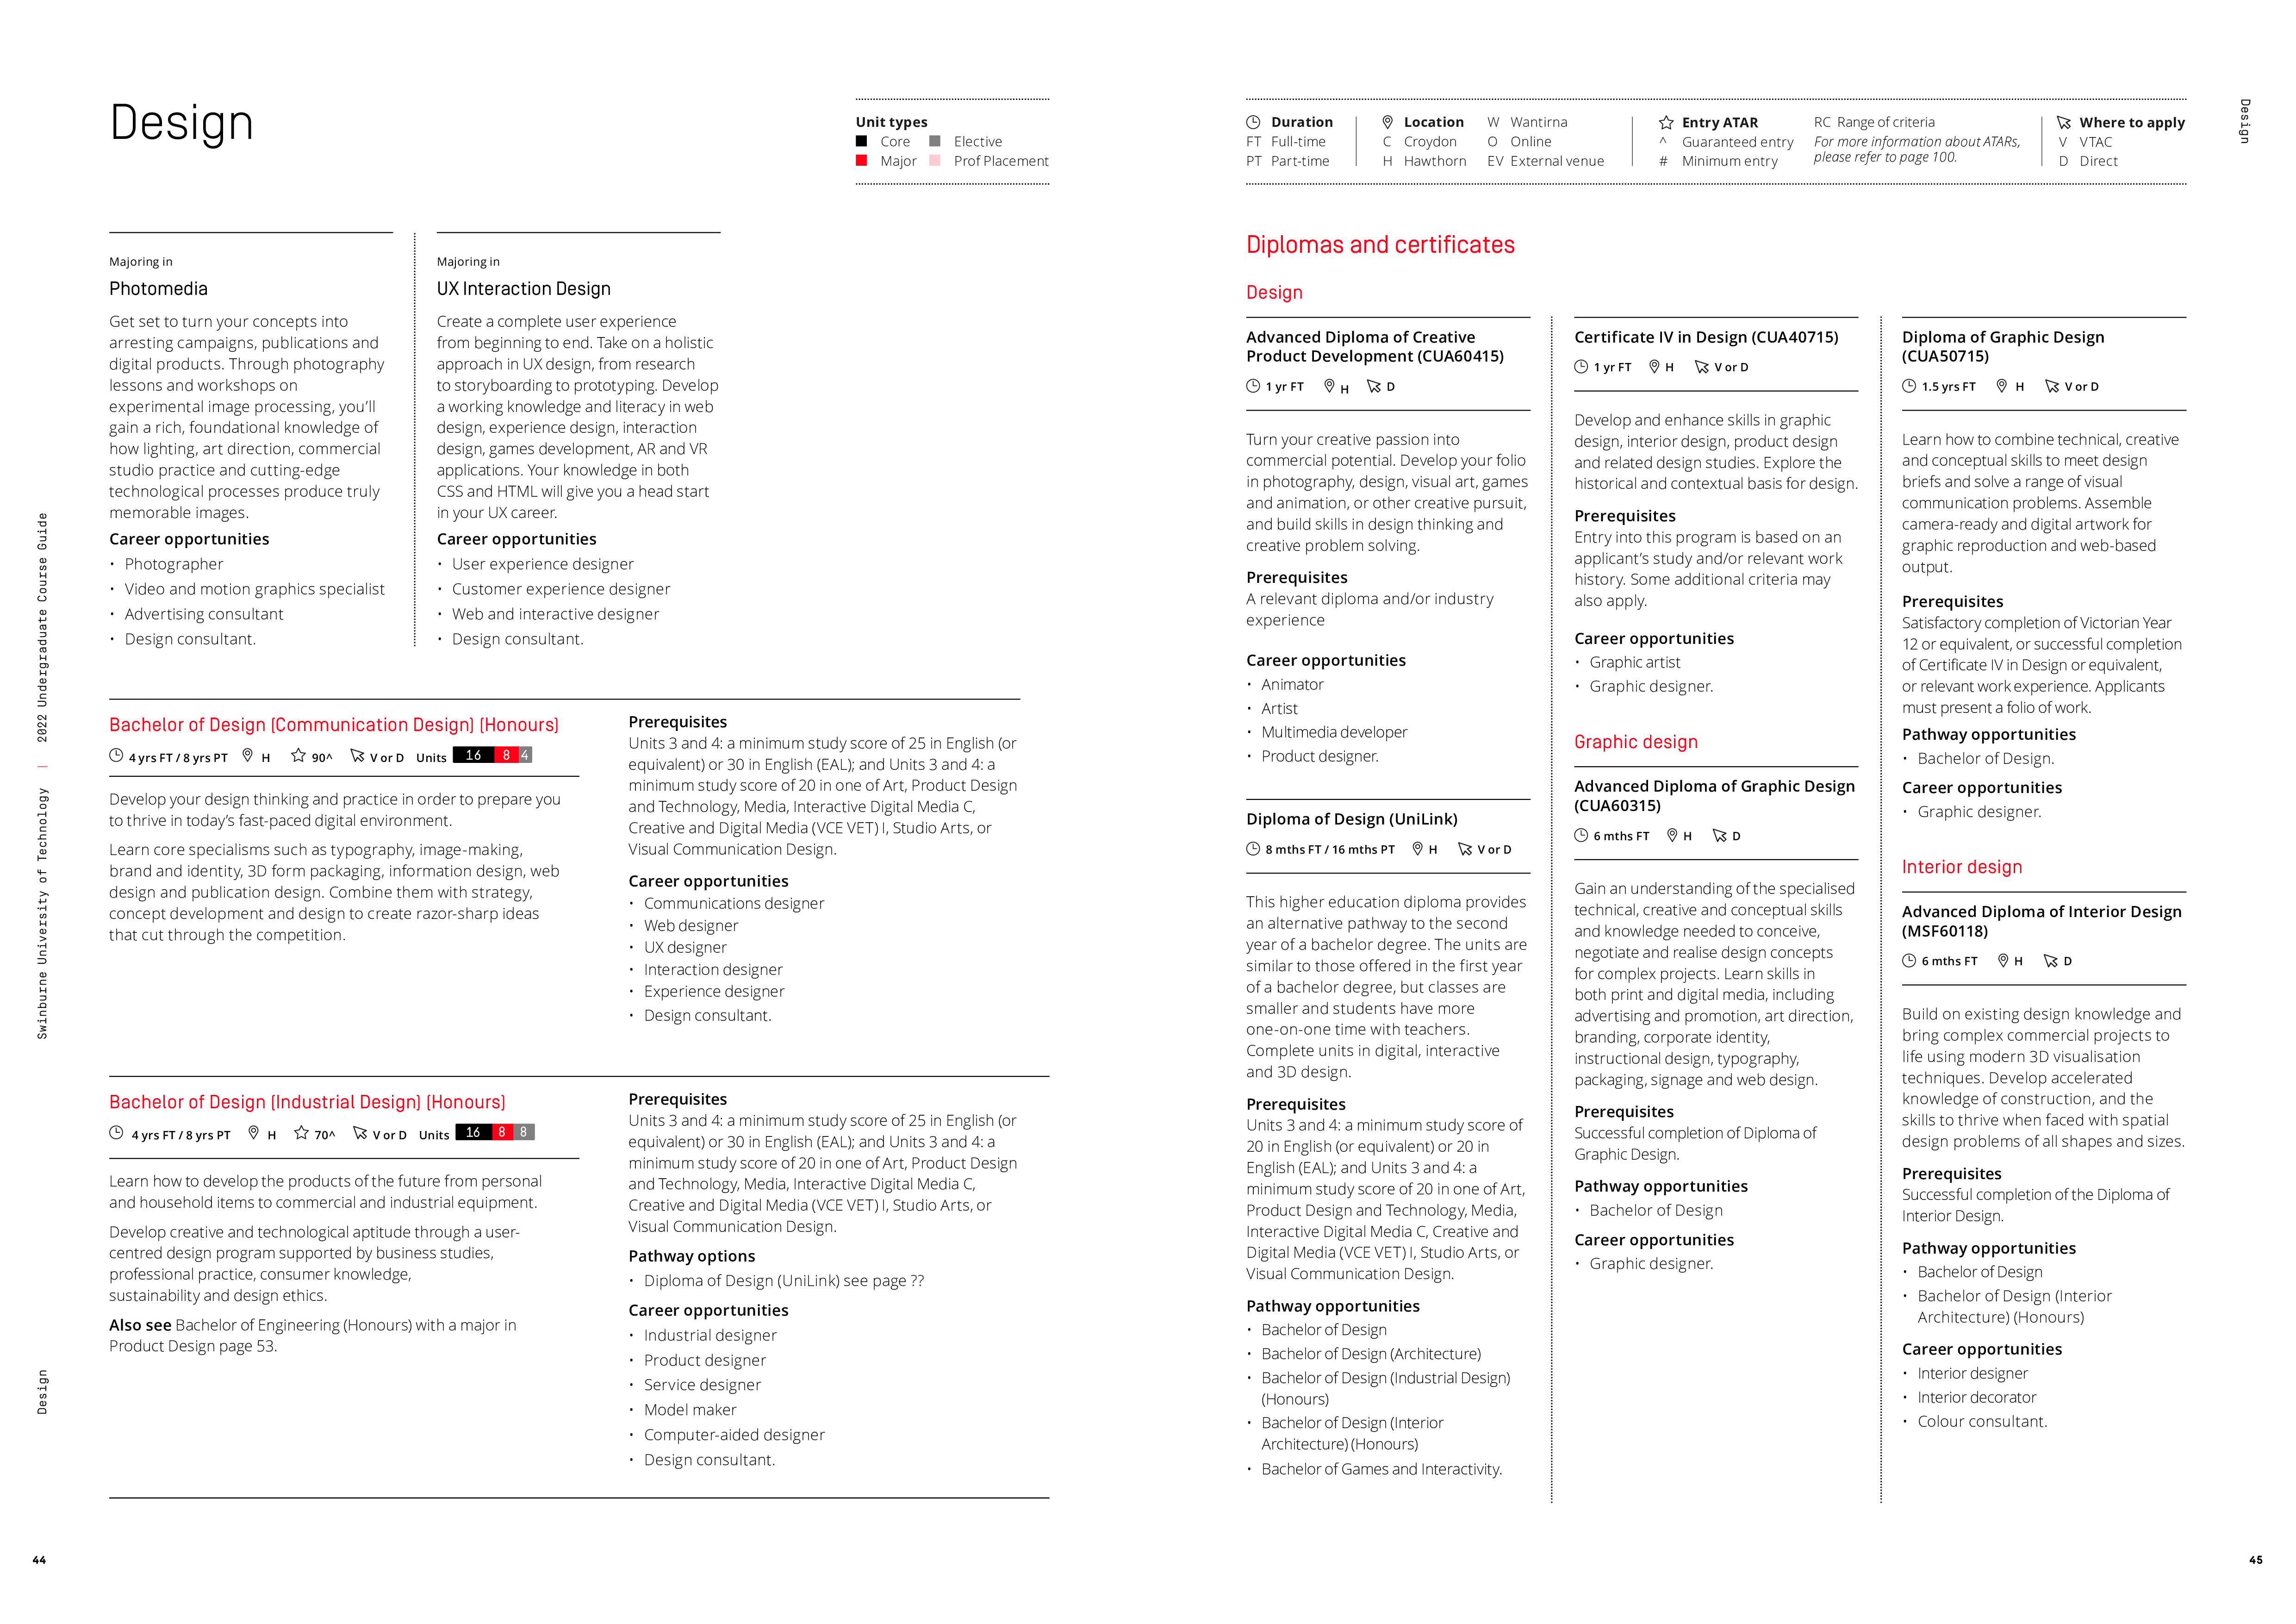 Design
Unit types
Core Elective
Major Prof Placement
Majoring in
Photomedia
Get set to turn your concepts into
arresting campaigns, publications and
digital products. Through photography
lessons and workshops on
experimental image processing, you'll
gain a rich, foundational knowledge of
how lighting, art direction, commercial
studio practice and cutting-edge
technological processes produce truly
memorable images.
Career opportunities
• Photographer
• Video and motion graphics specialist
• Advertising consultant
• Design consultant.
Majoring in
UX Interaction Design
Create a complete user experience
from beginning to end. Take on a holistic
approach in UX design, from research
to storyboarding to prototyping. Develop
a working knowledge and literacy in web
design, experience design, interaction
design, games development, AR and VR
applications. Your knowledge in both
CSS and HTML will give you a head start
in your UX career.
Career opportunities
• User experience designer
• Customer experience designer
• Web and interactive designer
• Design consultant.
Bachelor of Design (Communication Design) (Honours)
4 yrs FT / 8 yrs PT H 90^ V or D Units 16 8 4
Develop your design thinking and practice in order to prepare you
to thrive in today's fast-paced digital environment.
Learn core specialisms such as typography, image-making,
brand and identity, 3D form packaging, information design, web
design and publication design. Combine them with strategy,
concept development and design to create razor-sharp ideas
that cut through the competition.
Prerequisites
Units 3 and 4: a minimum study score of 25 in English (or
equivalent) or 30 in English (EAL); and Units 3 and 4: a
minimum study score of 20 in one of Art, Product Design
and Technology, Media, Interactive Digital Media C,
Creative and Digital Media (VCE VET) I, Studio Arts, or
Visual Communication Design.
Career opportunities
• Communications designer
• Web designer
• UX designer
• Interaction designer
• Experience designer
• Design consultant.
Bachelor of Design (Industrial Design) (Honours)
4 yrs FT / 8 yrs PT H 70^ V or D Units 16 8 8
Learn how to develop the products of the future from personal
and household items to commercial and industrial equipment.
Develop creative and technological aptitude through a user-
centred design program supported by business studies,
professional practice, consumer knowledge,
sustainability and design ethics.
Also see Bachelor of Engineering (Honours) with a major in
Product Design page 53.
Prerequisites
Units 3 and 4: a minimum study score of 25 in English (or
equivalent) or 30 in English (EAL); and Units 3 and 4: a
minimum study score of 20 in one of Art, Product Design
and Technology, Media, Interactive Digital Media C,
Creative and Digital Media (VCE VET) I, Studio Arts, or
Visual Communication Design.
Pathway options
• Diploma of Design (UniLink) see page ??
Career opportunities
• Industrial designer
• Product designer
• Service designer
• Model maker
• Computer-aided designer
• Design consultant.
Swinburne University of Technology | 2022 Undergraduate Course Guide
Design
44
Duration
FT Full-time
PT Part-time
Location
C Croydon
H Hawthorn
W Wantirna
O Online
EV External venue
Entry ATAR
^ Guaranteed entry
# Minimum entry
RC Range of criteria
For more information about ATARs,
please refer to page 100.
Where to apply
V VTAC
D Direct
Design
Diplomas and certificates
Design
Advanced Diploma of Creative
Product Development (CUA60415)
1 yr FT H D
Turn your creative passion into
commercial potential. Develop your folio
in photography, design, visual art, games
and animation, or other creative pursuit,
and build skills in design thinking and
creative problem solving.
Prerequisites
A relevant diploma and/or industry
experience
Career opportunities
• Animator
• Artist
• Multimedia developer
• Product designer.
Diploma of Design (UniLink)
8 mths FT / 16 mths PT H V or D
This higher education diploma provides
an alternative pathway to the second
year of a bachelor degree. The units are
similar to those offered in the first year
of a bachelor degree, but classes are
smaller and students have more
one-on-one time with teachers.
Complete units in digital, interactive
and 3D design.
Prerequisites
Units 3 and 4: a minimum study score of
20 in English (or equivalent) or 20 in
English (EAL); and Units 3 and 4: a
minimum study score of 20 in one of Art,
Product Design and Technology, Media,
Interactive Digital Media C, Creative and
Digital Media (VCE VET) I, Studio Arts, or
Visual Communication Design.
Pathway opportunities
• Bachelor of Design
• Bachelor of Design (Architecture)
• Bachelor of Design (Industrial Design)
(Honours)
• Bachelor of Design (Interior
Architecture) (Honours)
• Bachelor of Games and Interactivity.
Certificate IV in Design (CUA40715)
1 yr FT H V or D
Develop and enhance skills in graphic
design, interior design, product design
and related design studies. Explore the
historical and contextual basis for design.
Prerequisites
Entry into this program is based on an
applicant's study and/or relevant work
history. Some additional criteria may
also apply.
Career opportunities
• Graphic artist
• Graphic designer.
Graphic design
Advanced Diploma of Graphic Design
(CUA60315)
6 mths FT H D
Gain an understanding of the specialised
technical, creative and conceptual skills
and knowledge needed to conceive,
negotiate and realise design concepts
for complex projects. Learn skills in
both print and digital media, including
advertising and promotion, art direction,
branding, corporate identity,
instructional design, typography,
packaging, signage and web design.
Prerequisites
Successful completion of Diploma of
Graphic Design.
Pathway opportunities
• Bachelor of Design
Career opportunities
• Graphic designer.
Diploma of Graphic Design
(CUA50715)
1.5 yrs FT H V or D
Learn how to combine technical, creative
and conceptual skills to meet design
briefs and solve a range of visual
communication problems. Assemble
camera-ready and digital artwork for
graphic reproduction and web-based
output.
Prerequisites
Satisfactory completion of Victorian Year
12 or equivalent, or successful completion
of Certificate IV in Design or equivalent,
or relevant work experience. Applicants
must present a folio of work.
Pathway opportunities
• Bachelor of Design.
Career opportunities
• Graphic designer.
Interior design
Advanced Diploma of Interior Design
(MSF60118)
6 mths FT H D
Build on existing design knowledge and
bring complex commercial projects to
life using modern 3D visualisation
techniques. Develop accelerated
knowledge of construction, and the
skills to thrive when faced with spatial
design problems of all shapes and sizes.
Prerequisites
Successful completion of the Diploma of
Interior Design.
Pathway opportunities
• Bachelor of Design
• Bachelor of Design (Interior
Architecture) (Honours)
Career opportunities
• Interior designer
• Interior decorator
• Colour consultant.
45